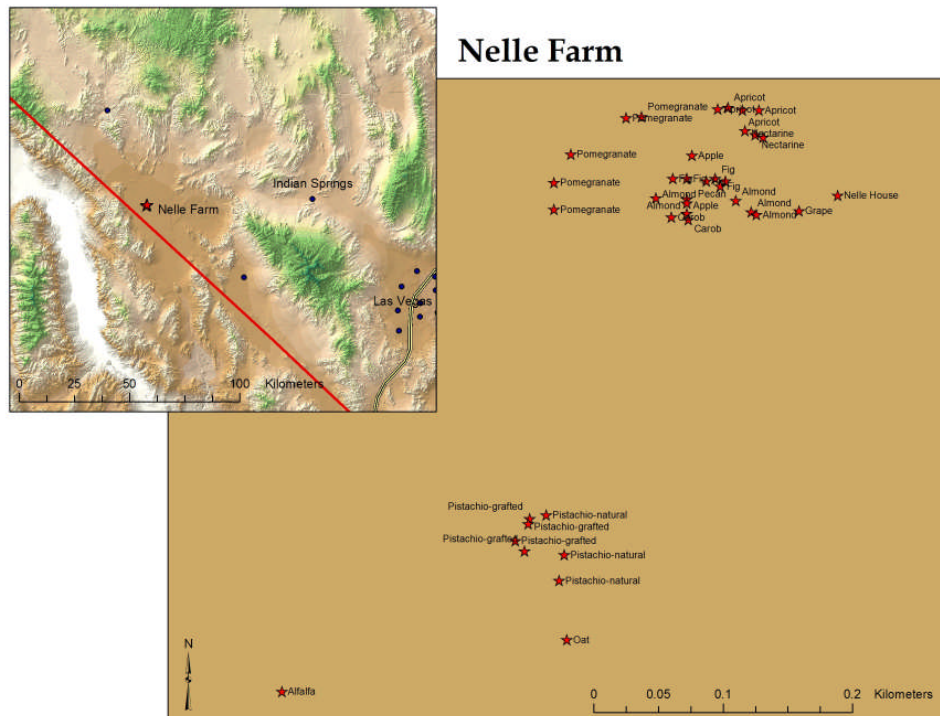 Nelle Farm
Indian Springs
Nelle Farm
Las Vegas
0 25 50 100 Kilometers
Apricot
Pomegranate
Apricot
Pomegranate
Apricot
Nectarine
Nectarine
Pomegranate
Apple
Fig
Pomegranate
Fig
Almond
Pecan
Almond
Nelle House
Almond
Apple
Almond
Pomegranate
Carob
Almond
Grape
Carob
Pistachio-grafted
Pistachio-natural
Pistachio-grafted
Pistachio-grafted
Pistachio-grafted
Pistachio-natural
Pistachio-natural
Oat
N
Alfalfa
0 0.05 0.1 0.2 Kilometers